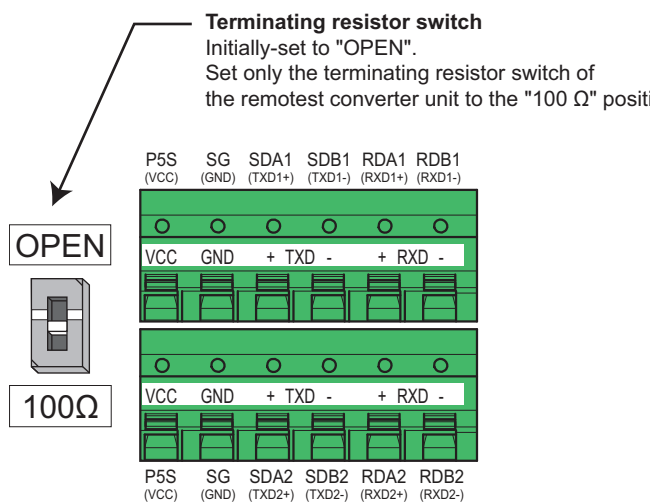 Terminating resistor switch
Initially-set to "OPEN".
Set only the terminating resistor switch of
the remotest converter unit to the "100 Ω"
P5S SG SDA1 SDB1 RDA1 RDB1
(VCC) (GND) (TXD1+) (TXD1-) (RXD1+) (RXD1-)
OPEN
VCC GND + TXD - + RXD -
100Ω
VCC GND + TXD - + RXD -
P5S SG SDA2 SDB2 RDA2 RDB2
(VCC) (GND) (TXD2+) (TXD2-) (RXD2+) (RXD2-)